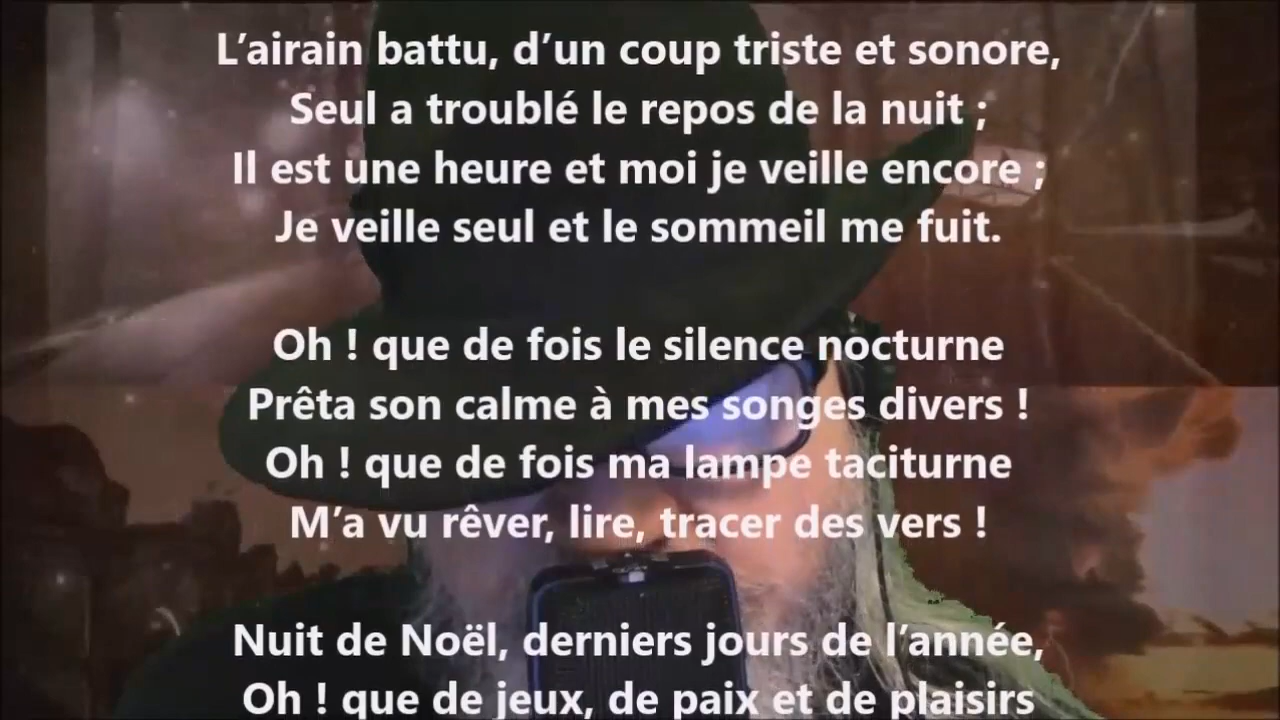 L’airain battu, d’un coup triste et sonore,
Seul a troublé le repos de la nuit ;
Il est une heure et moi je veille encore ;
Je veille seul et le sommeil me fuit.
Oh ! que de fois le silence nocturne
Prêta son calme à mes songes divers !
Oh ! que de fois ma lampe taciturne
M’a vu rêver, lire, tracer des vers !
Nuit de Noël, derniers jours de l’année,
Oh ! que de jeux, de paix et de plaisirs